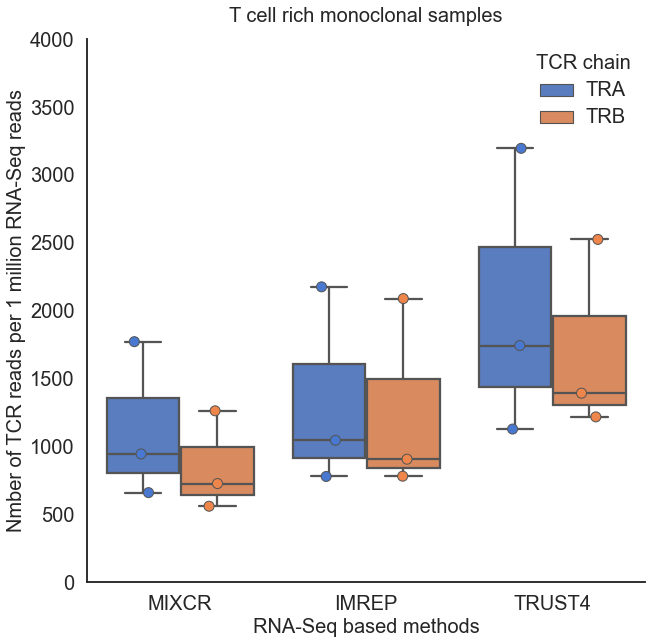 T cell rich monoclonal samples
TCR chain
TRA
TRB
Nmber of TCR reads per 1 million RNA-Seq reads
4000
3500
3000
2500
2000
1500
1000
500
0
MIXCR IMREP TRUST4
RNA-Seq based methods